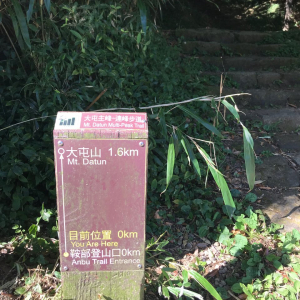 大屯主峰-連峰步道
Mt. Datun Multi-Peak Trail
大屯山 1.6km
Mt. Datun
目前位置 0km
You Are Here
鞍部登山口0km
Anbu Trail Entrance